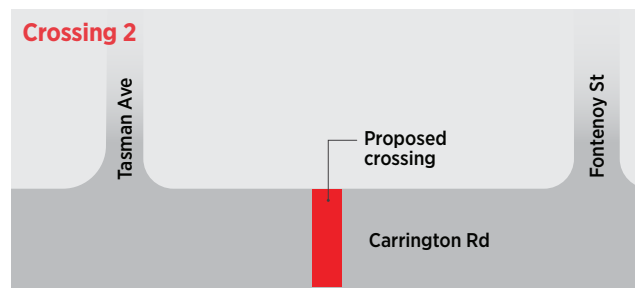 Crossing 2
Tasman Ave
Fontenoy St
Proposed
crossing
Carrington Rd